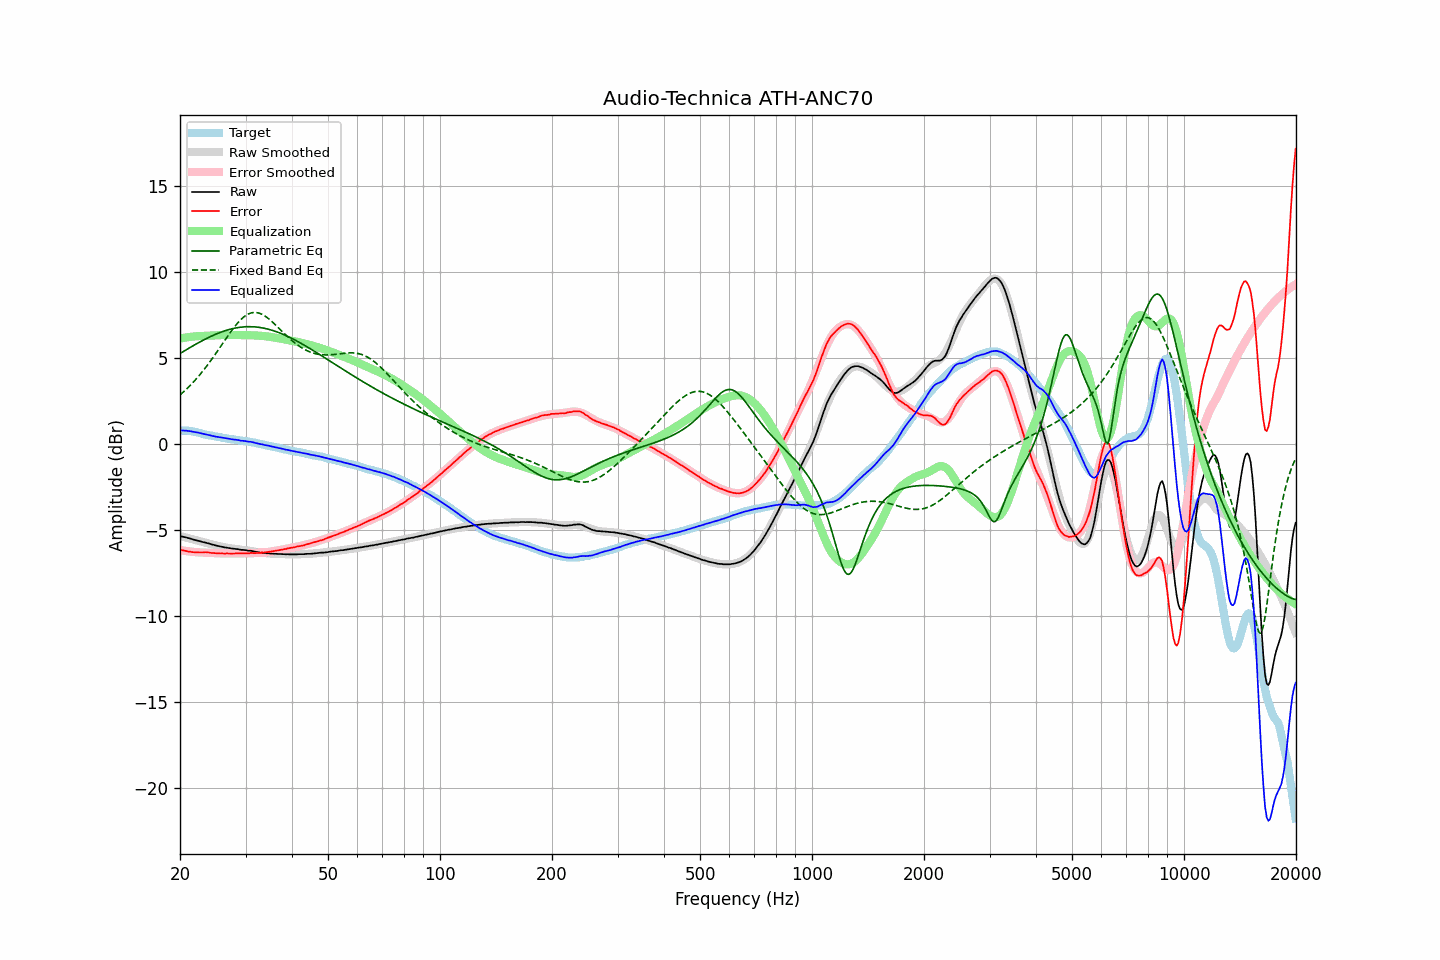 Audio-Technica ATH-ANC70
Target
Raw Smoothed
Error Smoothed
Raw
Error
Equalization
Parametric Eq
Fixed Band Eq
Equalized
Amplitude (dBr)
15
10
5
0
−5
−10
−15
−20
20 50 100 200 500 1000 2000 5000 10000 20000
Frequency (Hz)